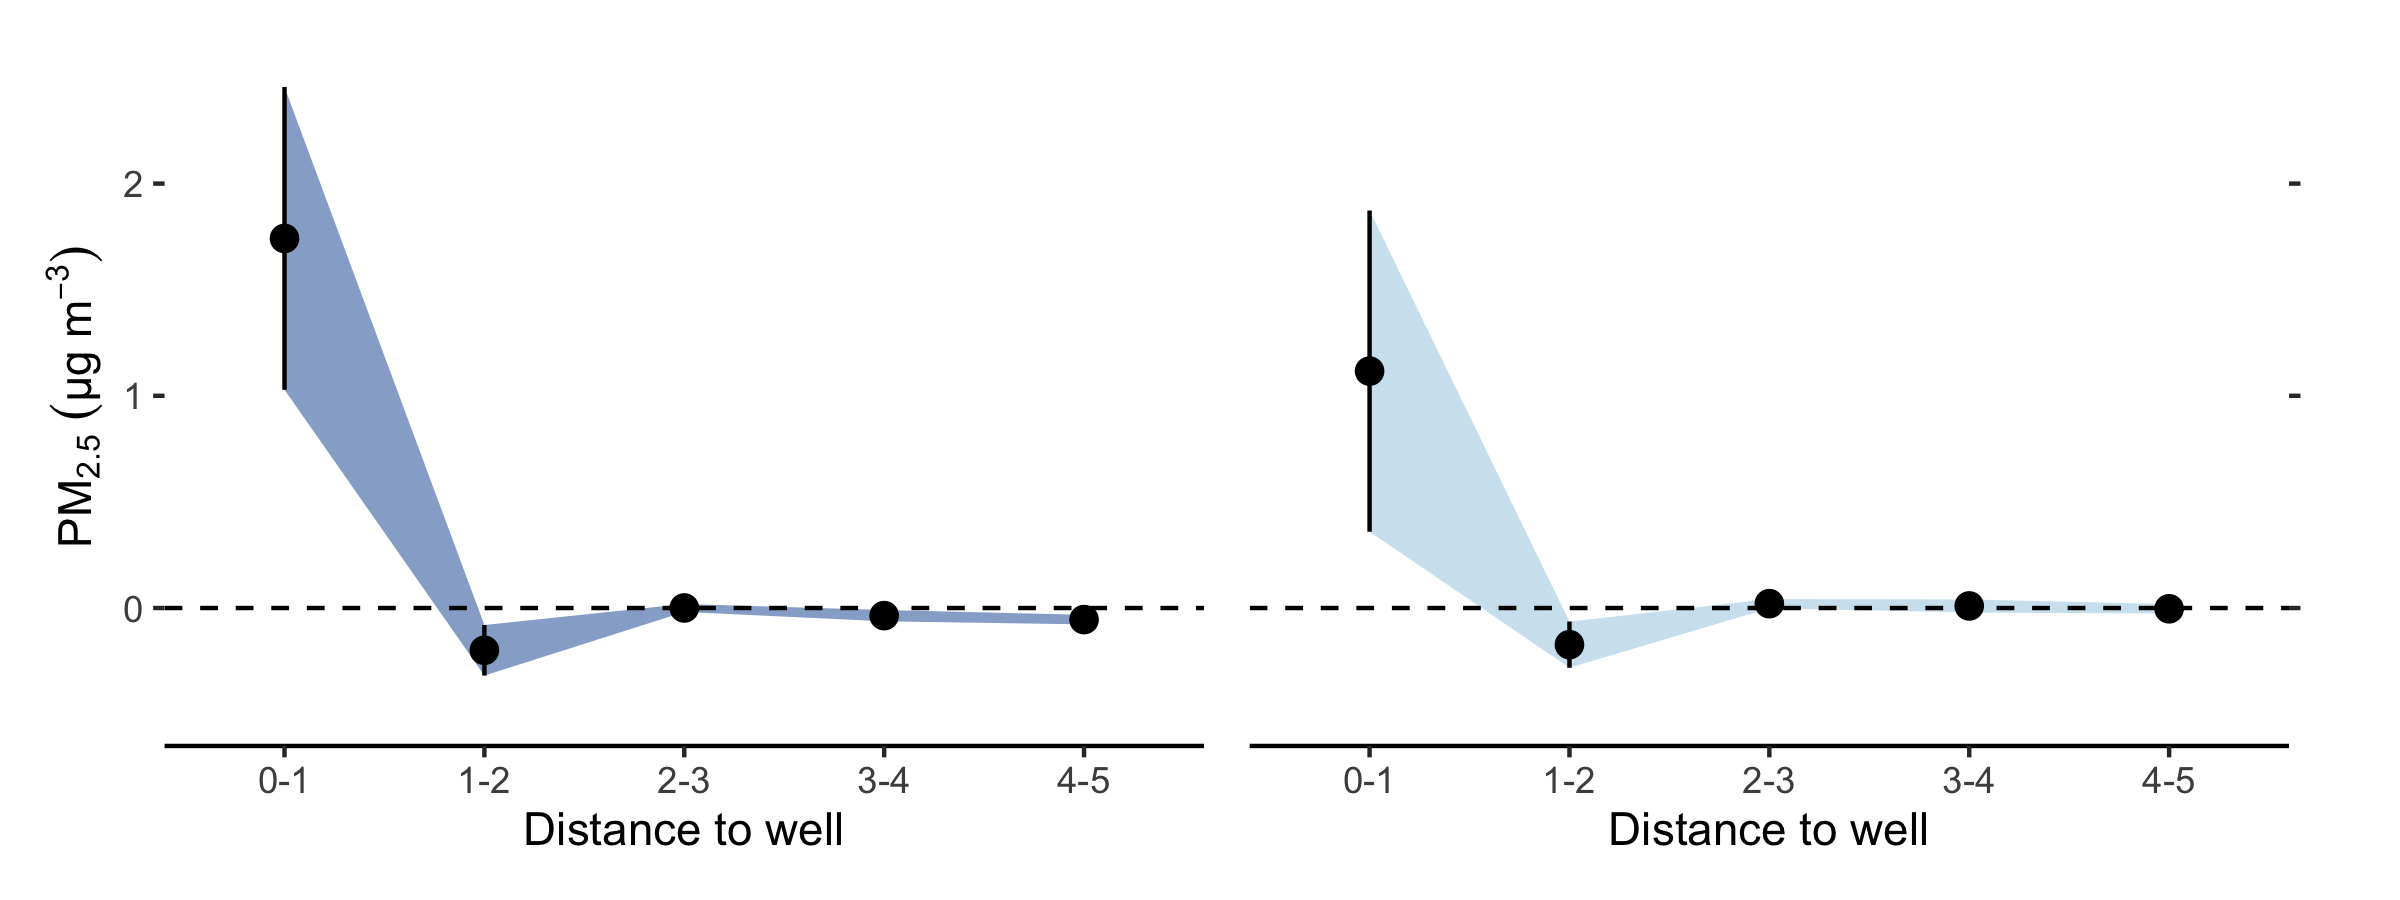 PM2.5 (µg m−3)
2
1
0
0-1 1-2 2-3 3-4 4-5
Distance to well
0-1 1-2 2-3 3-4 4-5
Distance to well